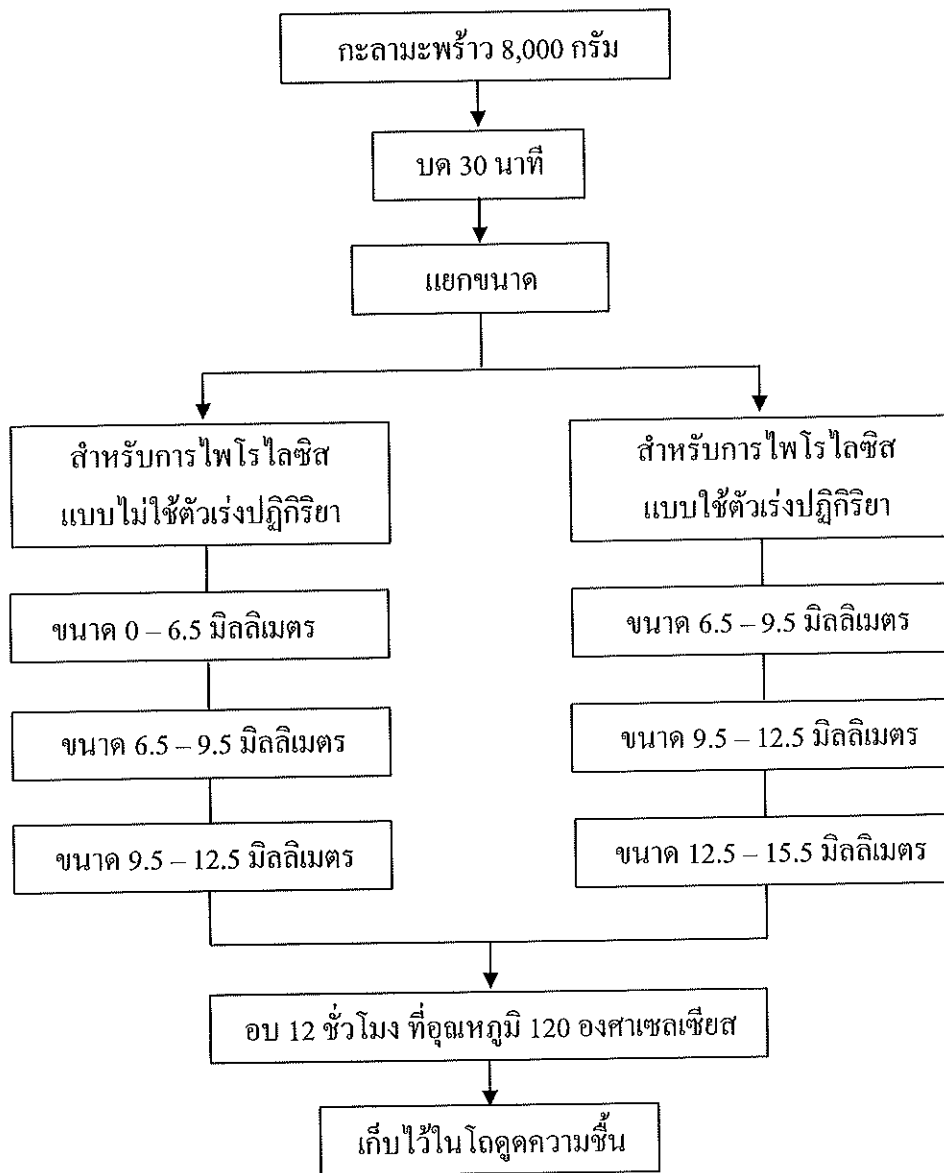 กะลามะพร้าว 8,000 กรัม
บด 30 นาที
แยกขนาด
สำหรับการไพโรไลซิส
แบบไม่ใช้ตัวเร่งปฏิกิริยา
ขนาด 0 – 6.5 มิลลิเมตร
ขนาด 6.5 – 9.5 มิลลิเมตร
ขนาด 9.5 – 12.5 มิลลิเมตร
สำหรับการไพโรไลซิส
แบบใช้ตัวเร่งปฏิกิริยา
ขนาด 6.5 – 9.5 มิลลิเมตร
ขนาด 9.5 – 12.5 มิลลิเมตร
ขนาด 12.5 – 15.5 มิลลิเมตร
อบ 12 ชั่วโมง ที่อุณหภูมิ 120 องศาเซลเซียส
เก็บไว้ในโถดูดความชื้น